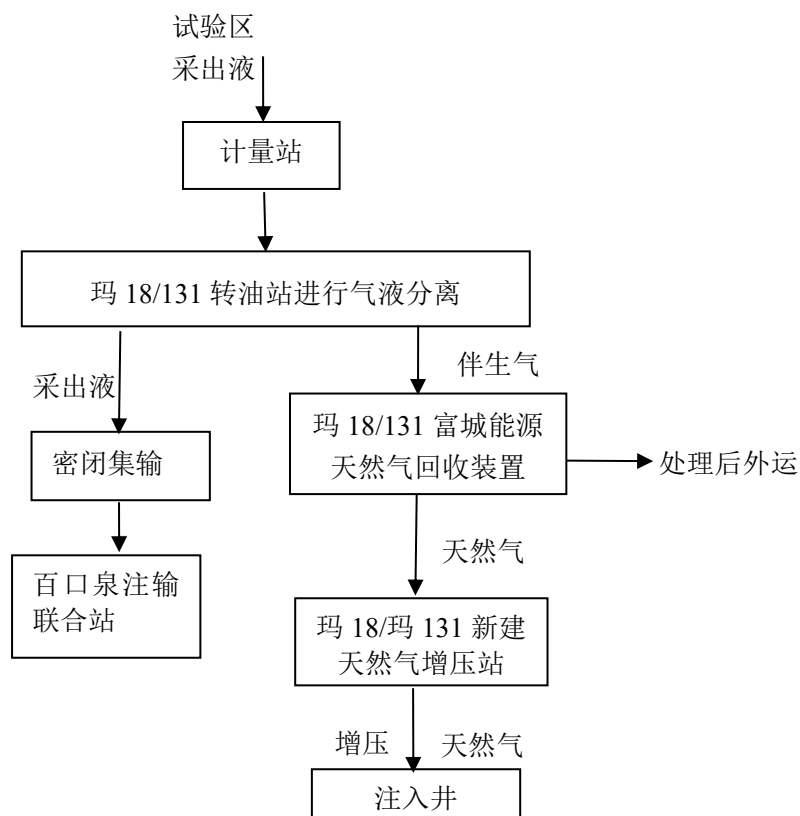 试验区
采出液
计量站
玛 18/131 转油站进行气液分离
采出液
伴生气
密闭集输
玛 18/131 富城能源
天然气回收装置
处理后外运
百口泉注输
联合站
天然气
玛 18/玛 131 新建
天然气增压站
增压
天然气
注入井